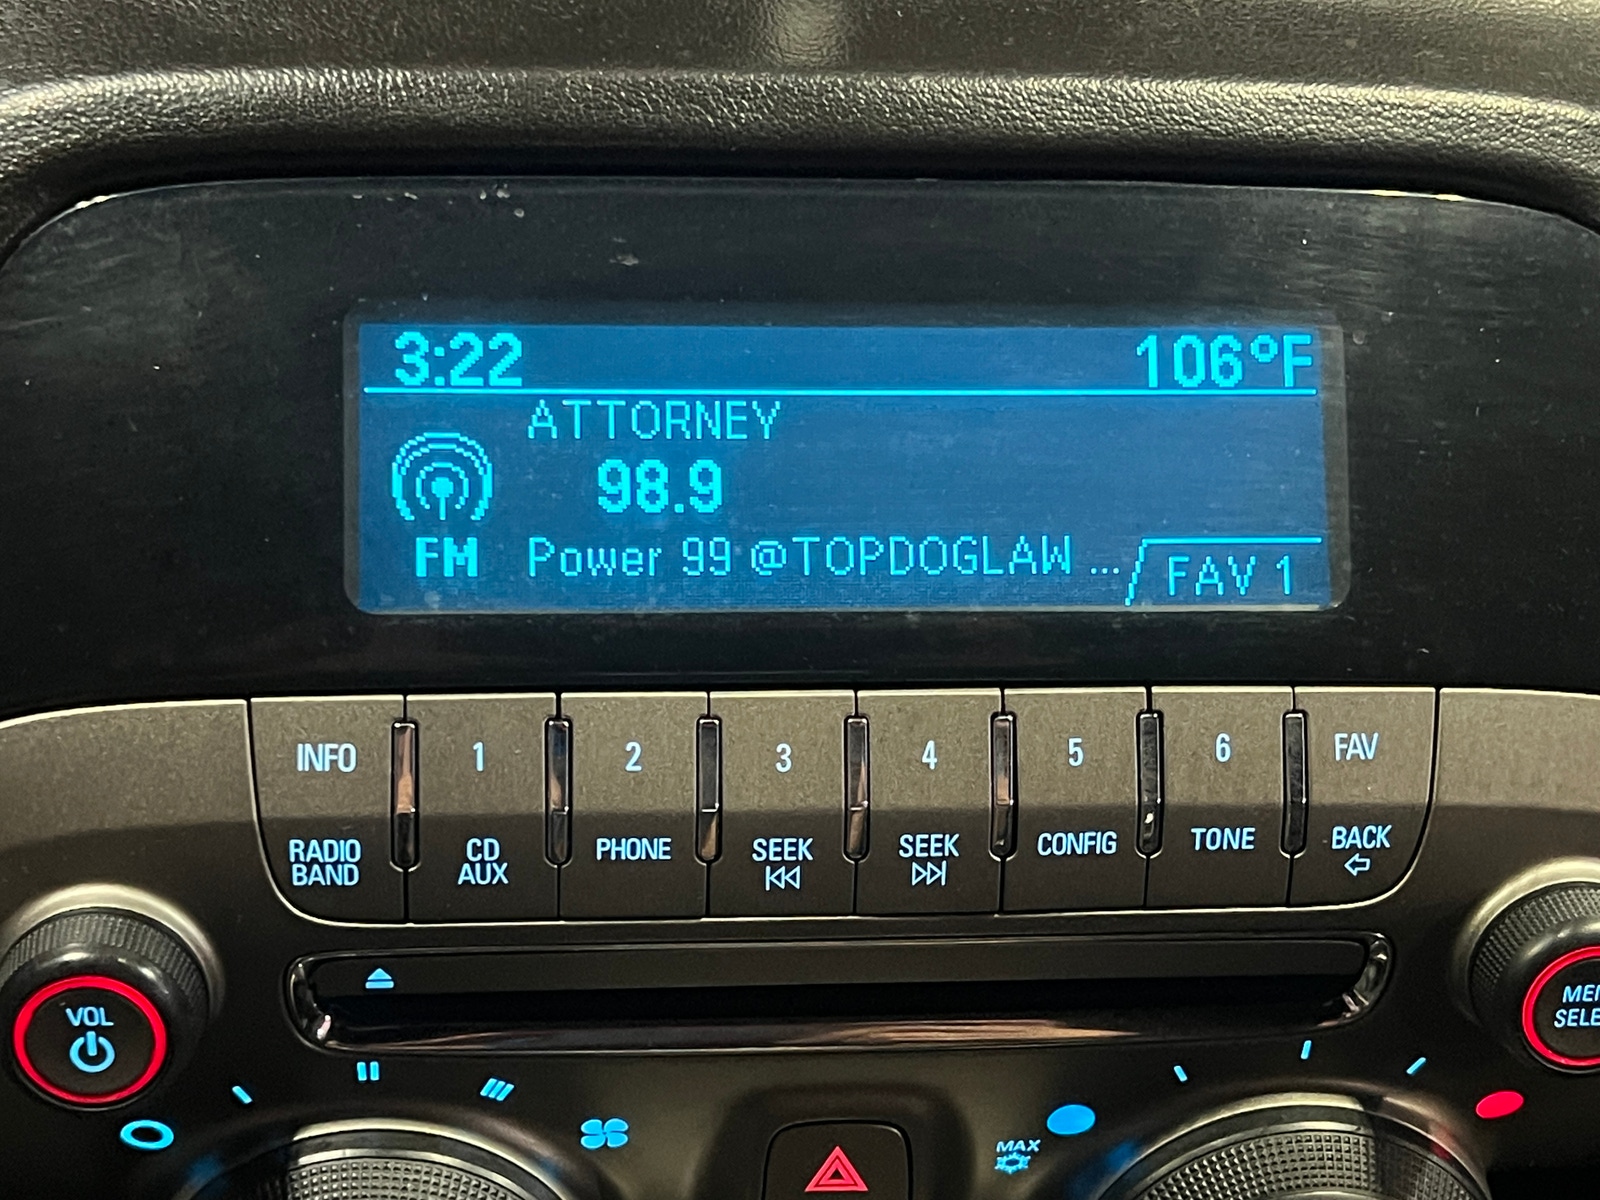 3:22 106°F
ATTORNEY
98.9
FM Power 99 @TOPDOGLAW ... FAV 1
INFO 1 2 3 4 5 6 FAV
RADIO BAND CD AUX PHONE SEEK SEEK CONFIG TONE BACK
VOL
MAX